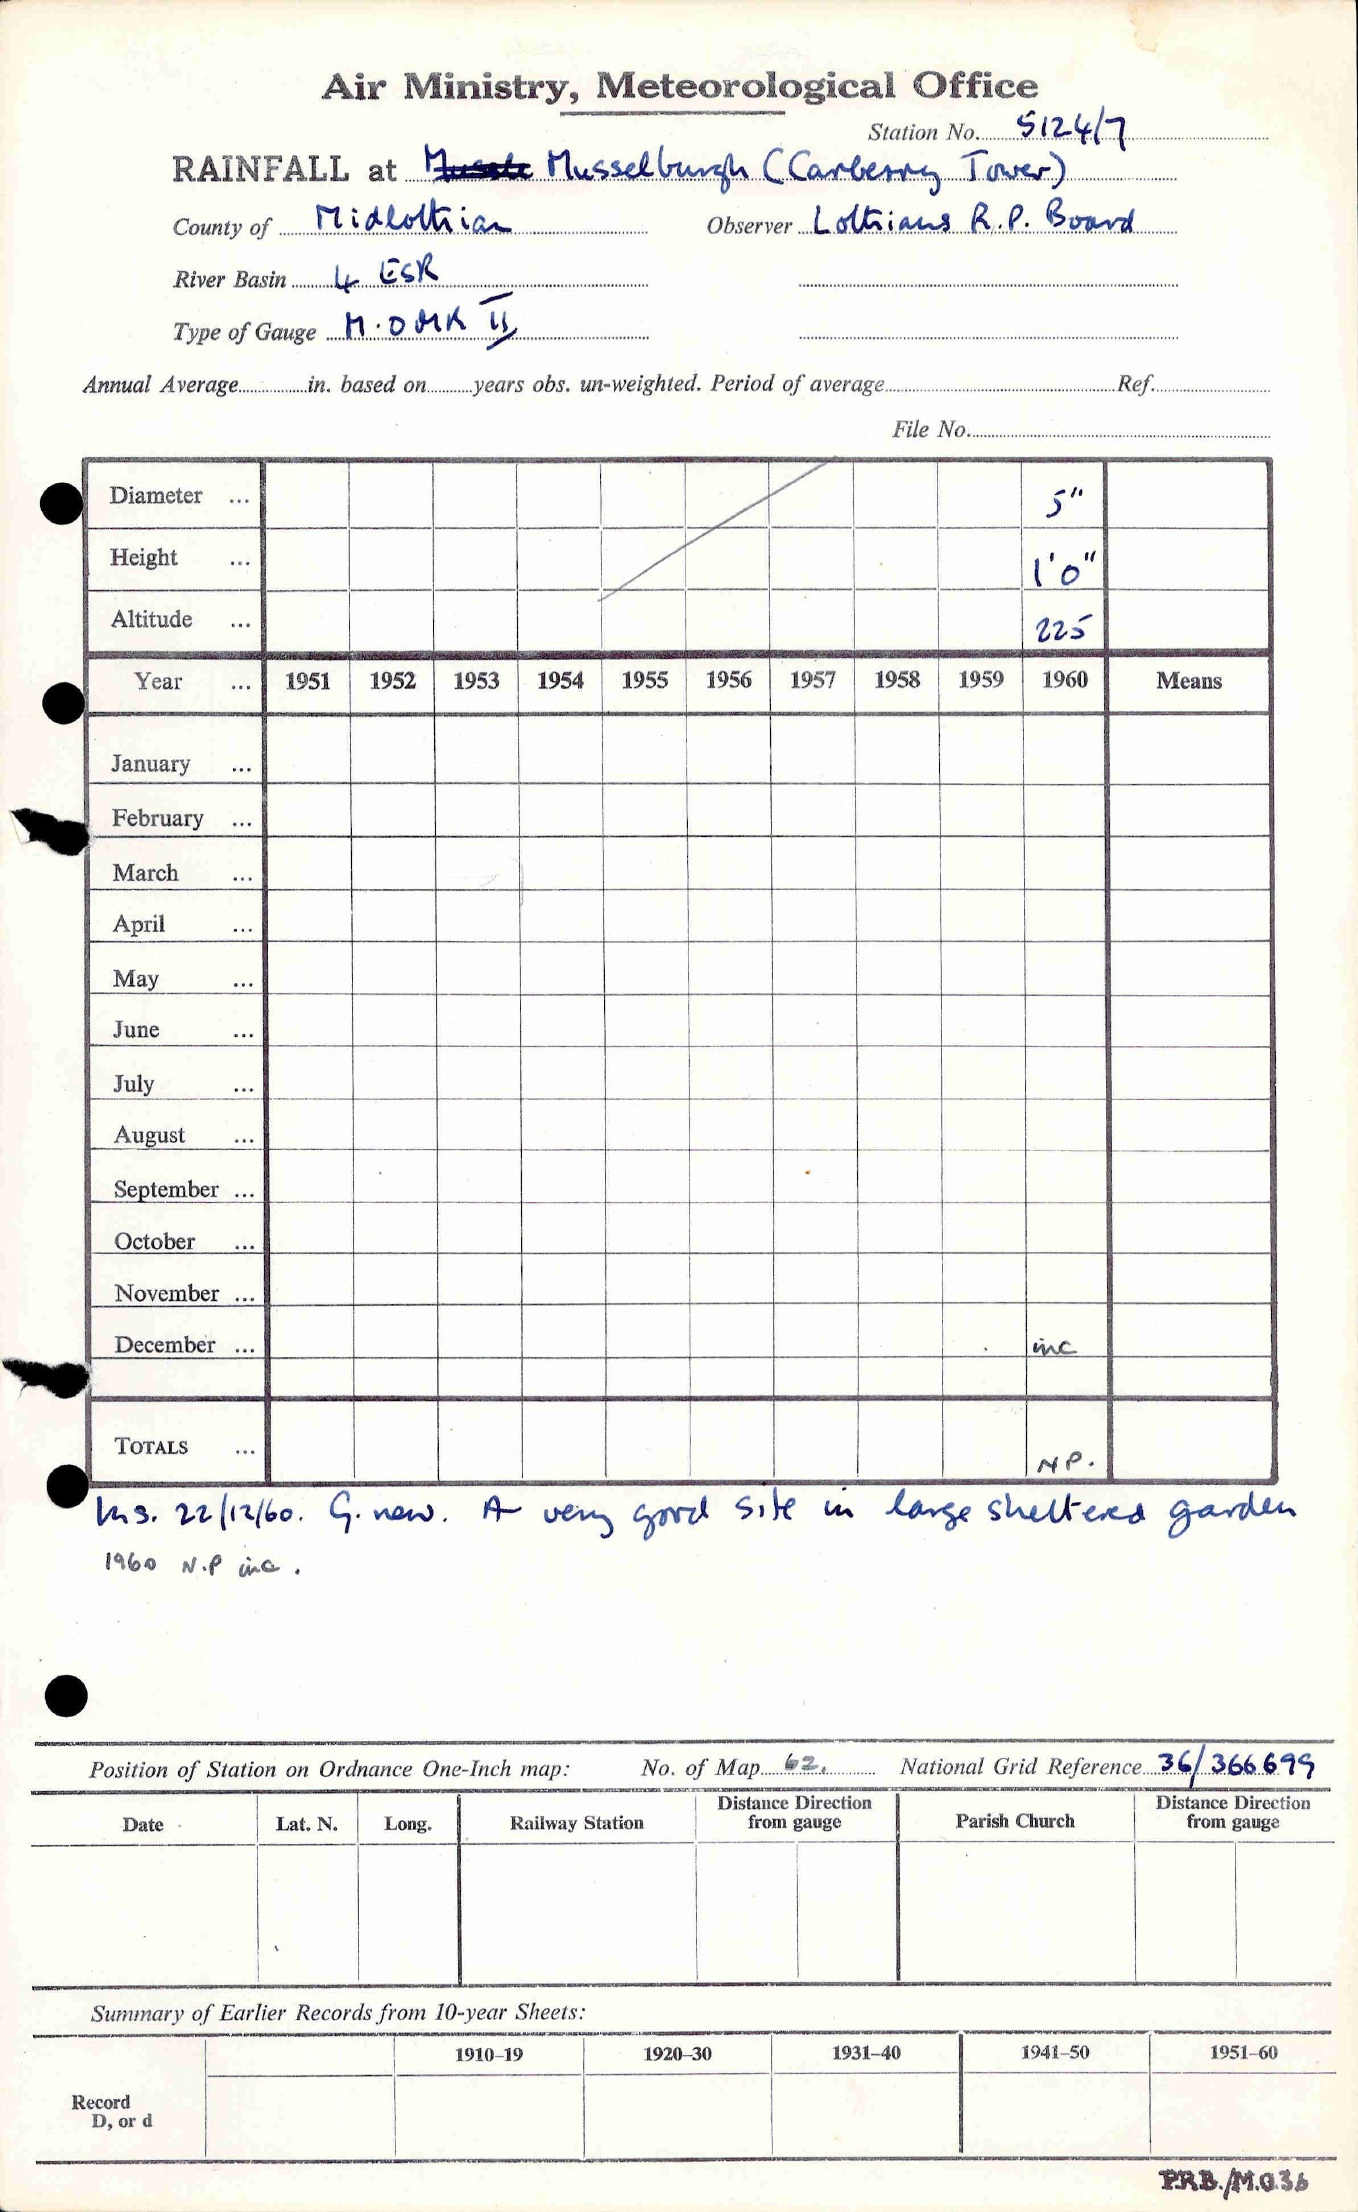 Air Ministry, Meteorological Office
Station No. 5124/7
RAINFALL at Musselburgh (Carberry Tower)
County of Midlothian Observer Lothians R.P. Board
River Basin 4 ESK
Type of Gauge M.O MK II
Annual Average in. based on years obs. un-weighted. Period of average Ref.
File No.
Diameter ... 5"
Height ... 1'0"
Altitude ... 225
Year ... 1951 1952 1953 1954 1955 1956 1957 1958 1959 1960 Means
January ...
February ...
March ...
April ...
May ...
June ...
July ...
August ...
September ...
October ...
November ...
December ... inc
TOTALS ... N P.
Ins. 22/12/60. G. new. A very good site in large sheltered garden
1960 N.P inc.
Position of Station on Ordnance One-Inch map: No. of Map 62. National Grid Reference 36/366699
Date Lat. N. Long. Railway Station Distance Direction from gauge Parish Church Distance Direction from gauge
Summary of Earlier Records from 10-year Sheets:
1910–19 1920–30 1931–40 1941–50 1951–60
Record
D, or d
P.R.B./M.O.36